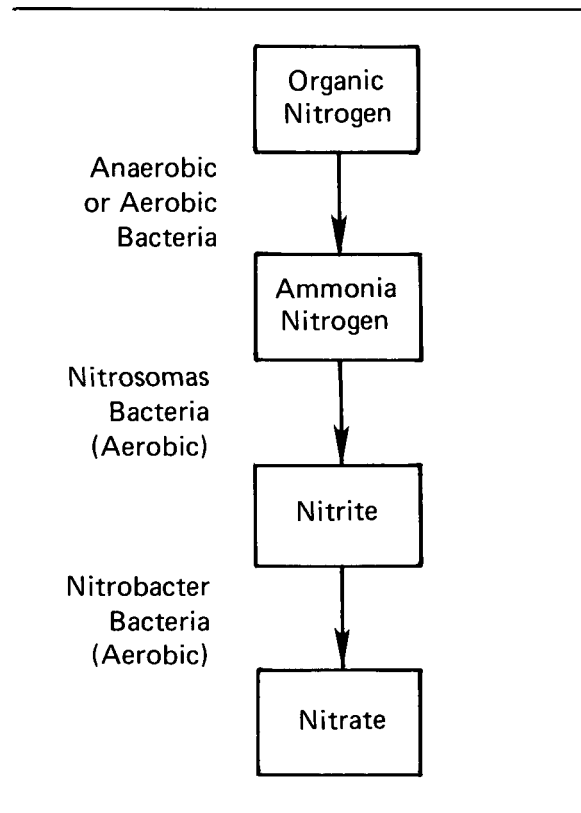 Organic
Nitrogen
Anaerobic
or Aerobic
Bacteria
Ammonia
Nitrogen
Nitrosomas
Bacteria
(Aerobic)
Nitrite
Nitrobacter
Bacteria
(Aerobic)
Nitrate